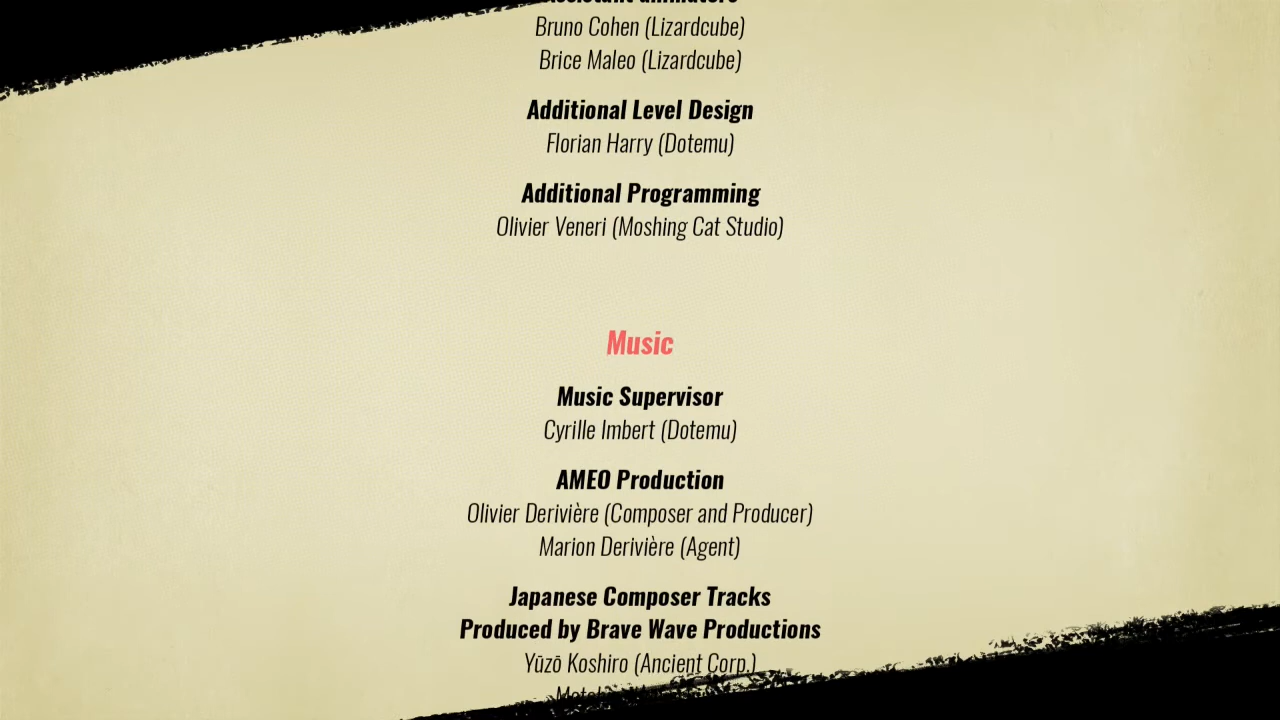 Assistant animators
Bruno Cohen (Lizardcube)
Brice Maleo (Lizardcube)
Additional Level Design
Florian Harry (Dotemu)
Additional Programming
Olivier Veneri (Moshing Cat Studio)
Music
Music Supervisor
Cyrille Imbert (Dotemu)
AMEO Production
Olivier Derivière (Composer and Producer)
Marion Derivière (Agent)
Japanese Composer Tracks
Produced by Brave Wave Productions
Yūzō Koshiro (Ancient Corp.)